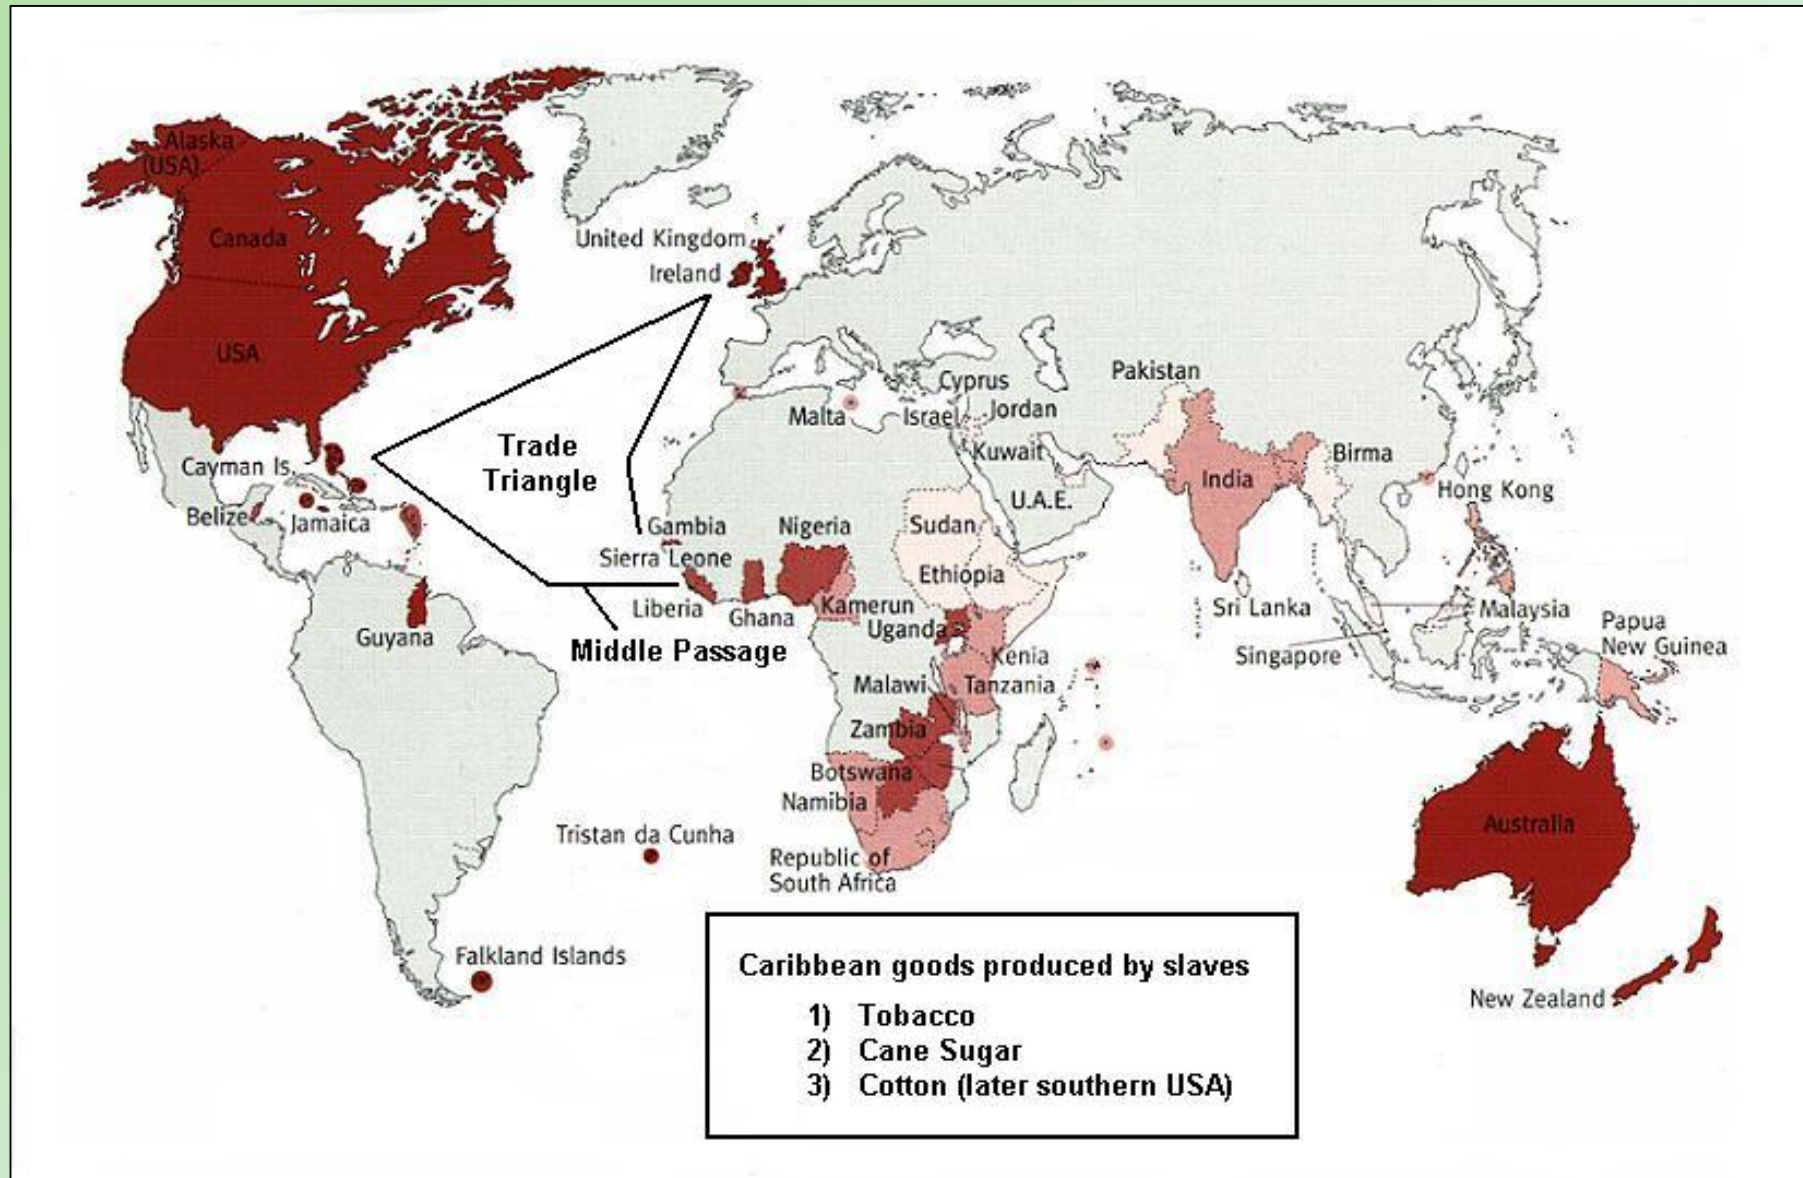 Alaska
(USA)
Canada
USA
United Kingdom
Ireland
Trade
Triangle
Cayman Is.
Belize
Jamaica
Guyana
Malta
Cyprus
Israel
Jordan
Kuwait
U.A.E.
Pakistan
India
Birma
Hong Kong
Gambia
Sierra Leone
Liberia
Ghana
Nigeria
Kamerun
Sudan
Ethiopia
Uganda
Kenia
Tanzania
Malawi
Zambia
Botswana
Namibia
Republic of
South Africa
Middle Passage
Sri Lanka
Singapore
Malaysia
Papua
New Guinea
Australia
New Zealand
Tristan da Cunha
Falkland Islands
Caribbean goods produced by slaves
1) Tobacco
2) Cane Sugar
3) Cotton (later southern USA)